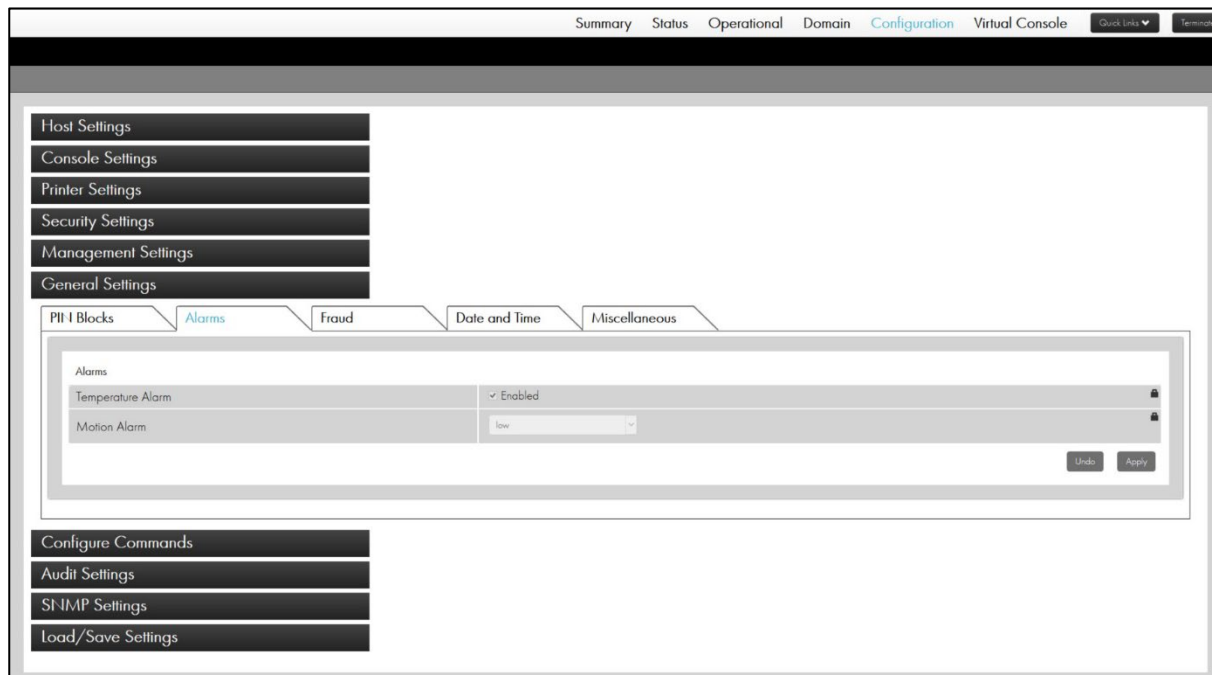 Summary Status Operational Domain Configuration Virtual Console Quick Links Terminate
Host Settings
Console Settings
Printer Settings
Security Settings
Management Settings
General Settings
PIN Blocks Alarms Fraud Date and Time Miscellaneous
Alarms
Temperature Alarm Enabled
Motion Alarm low
Undo Apply
Configure Commands
Audit Settings
SNMP Settings
Load/Save Settings